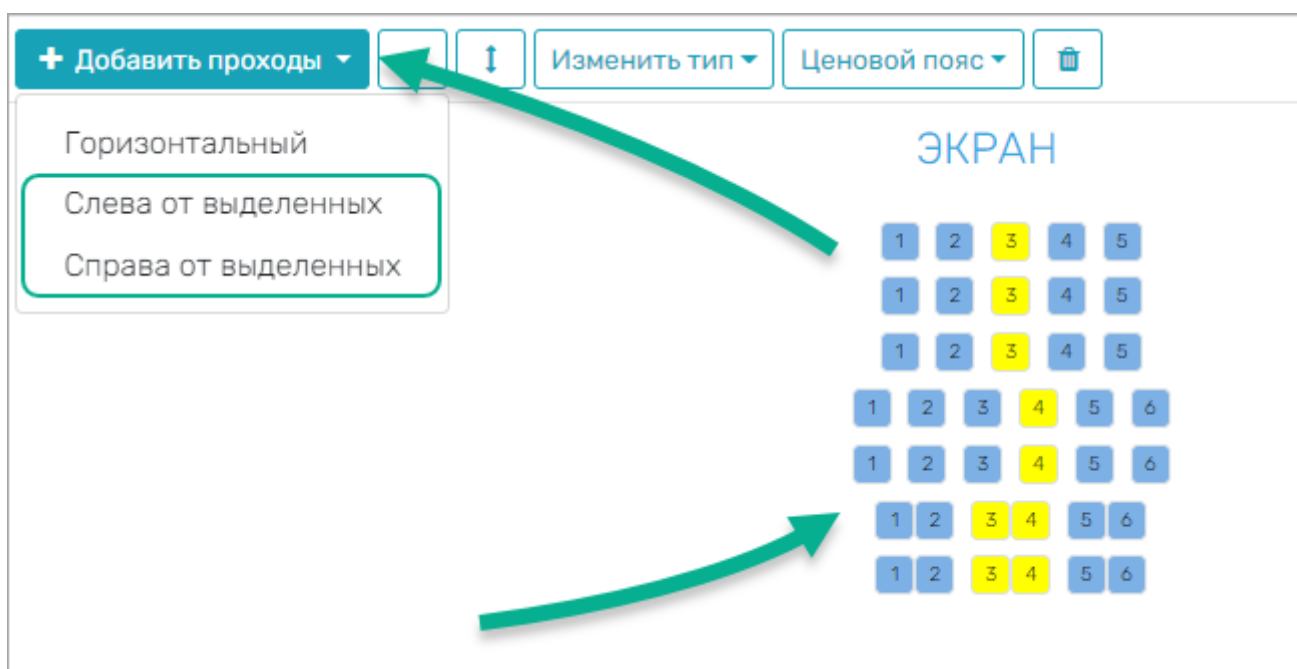 Добавить проходы
Изменить тип
Ценовой пояс
Горизонтальный
Слева от выделенных
Справа от выделенных
ЭКРАН
1 2 3 4 5
1 2 3 4 5
1 2 3 4 5
1 2 3 4 5 6
1 2 3 4 5 6
1 2 3 4 5 6
1 2 3 4 5 6